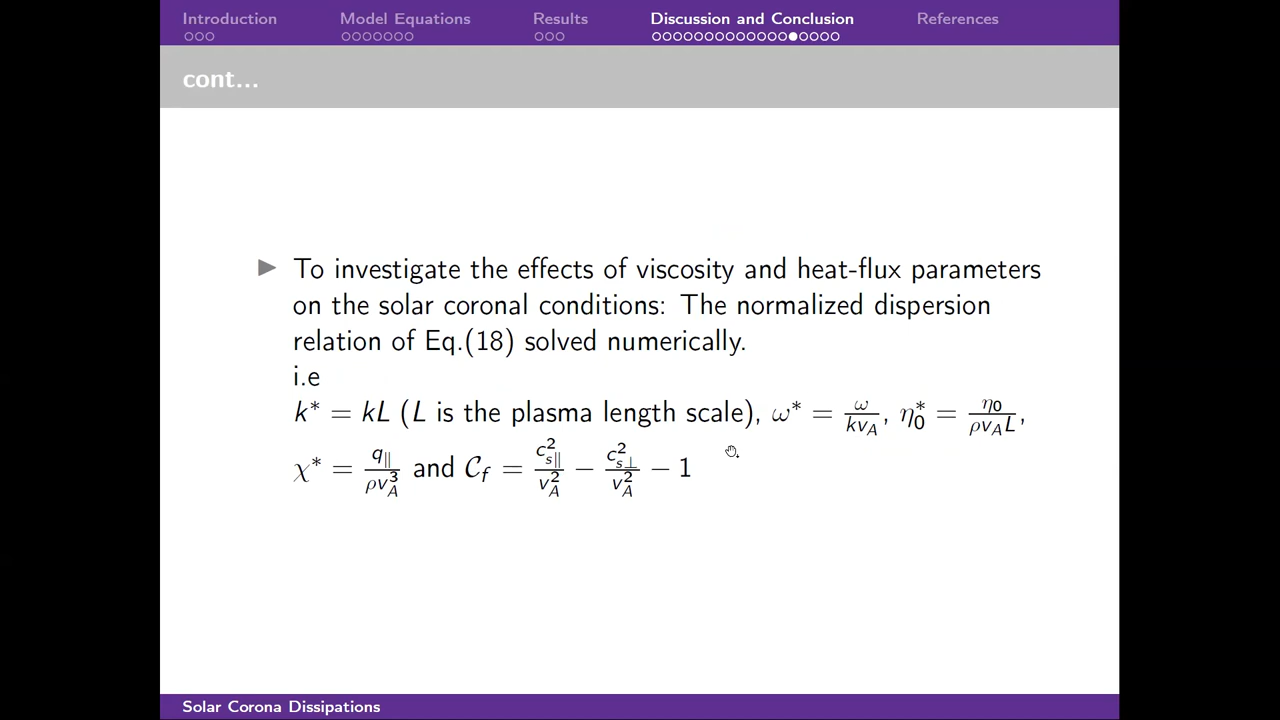 Introduction Model Equations Results Discussion and Conclusion References
cont...
To investigate the effects of viscosity and heat-flux parameters
on the solar coronal conditions: The normalized dispersion
relation of Eq.(18) solved numerically.
i.e
k* = kL (L is the plasma length scale), ω* = ω/(kv_A), η₀* = η₀/(ρv_A L),
χ* = q_∥/(ρv_A³) and 𝒞_f = c²_s∥/v²_A − c²_s⊥/v²_A − 1
Solar Corona Dissipations